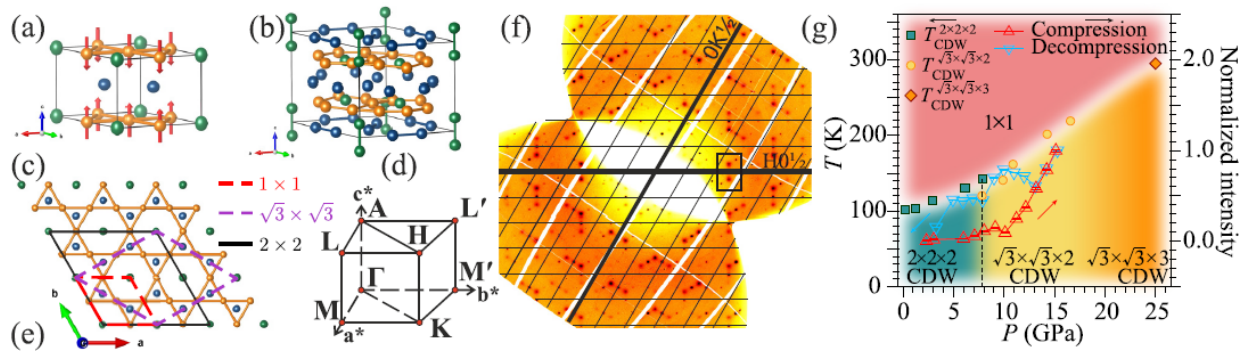 (a)
(b)
(c)
(d)
(e)
a
b
1 × 1
√3 × √3
2 × 2
c*
A
L′
L
H
Γ
M′
b*
M
K
a*
(f)
0K½
H0½
(g)
T_CDW^{2×2×2}
T_CDW^{√3×√3×2}
T_CDW^{√3×√3×3}
Compression
Decompression
1×1
2×2×2
CDW
√3×√3×2
CDW
√3×√3×3
CDW
T (K)
300
200
100
0
Normalized intensity
2.0
1.0
0.0
0
5
10
15
20
25
P (GPa)